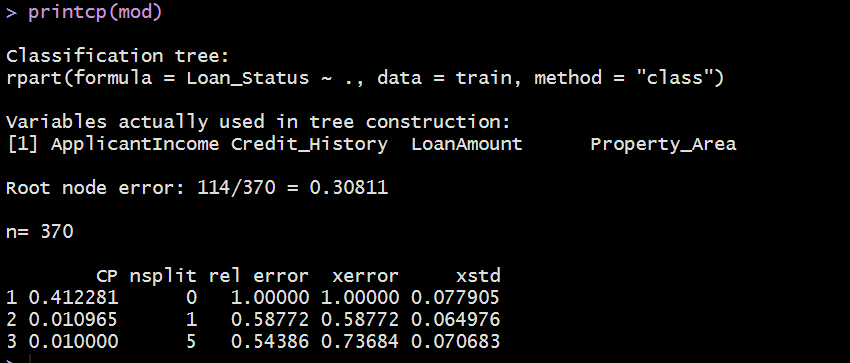 > printcp(mod)
Classification tree:
rpart(formula = Loan_Status ~ ., data = train, method = "class")
Variables actually used in tree construction:
[1] ApplicantIncome Credit_History  LoanAmount      Property_Area
Root node error: 114/370 = 0.30811
n= 370
        CP nsplit rel error  xerror     xstd
1 0.412281      0   1.00000 1.00000 0.077905
2 0.010965      1   0.58772 0.58772 0.064976
3 0.010000      5   0.54386 0.73684 0.070683
>